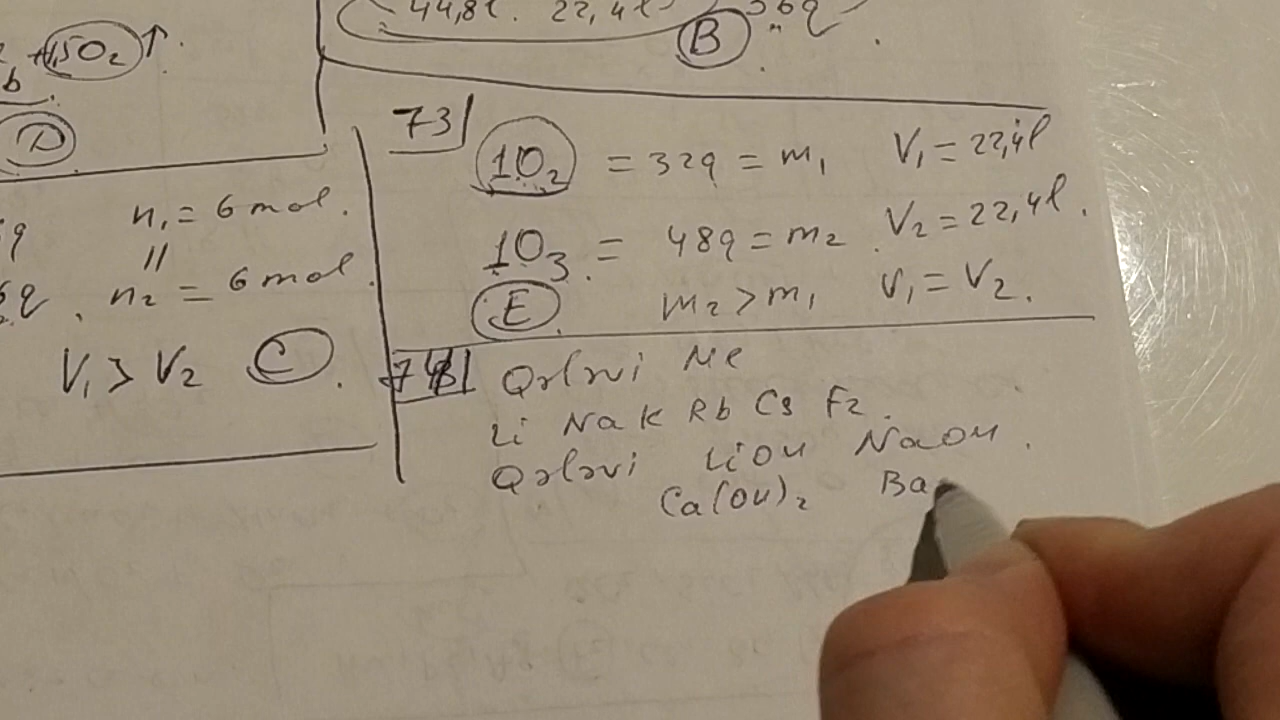 44,8l. 22,4l 36q
B
+1,5O₂↑.
D
73
1O₂ = 32q = m₁ V₁ = 22,4l
1O₃ = 48q = m₂. V₂ = 22,4l.
E. m₂ > m₁ V₁ = V₂.
n₁ = 6 mol.
//
n₂ = 6 mol.
V₁ > V₂ C.
74 Qələvi Me
Li Na K Rb Cs Fr.
Qələvi LiOH NaOH.
Ca(OH)₂ Ba